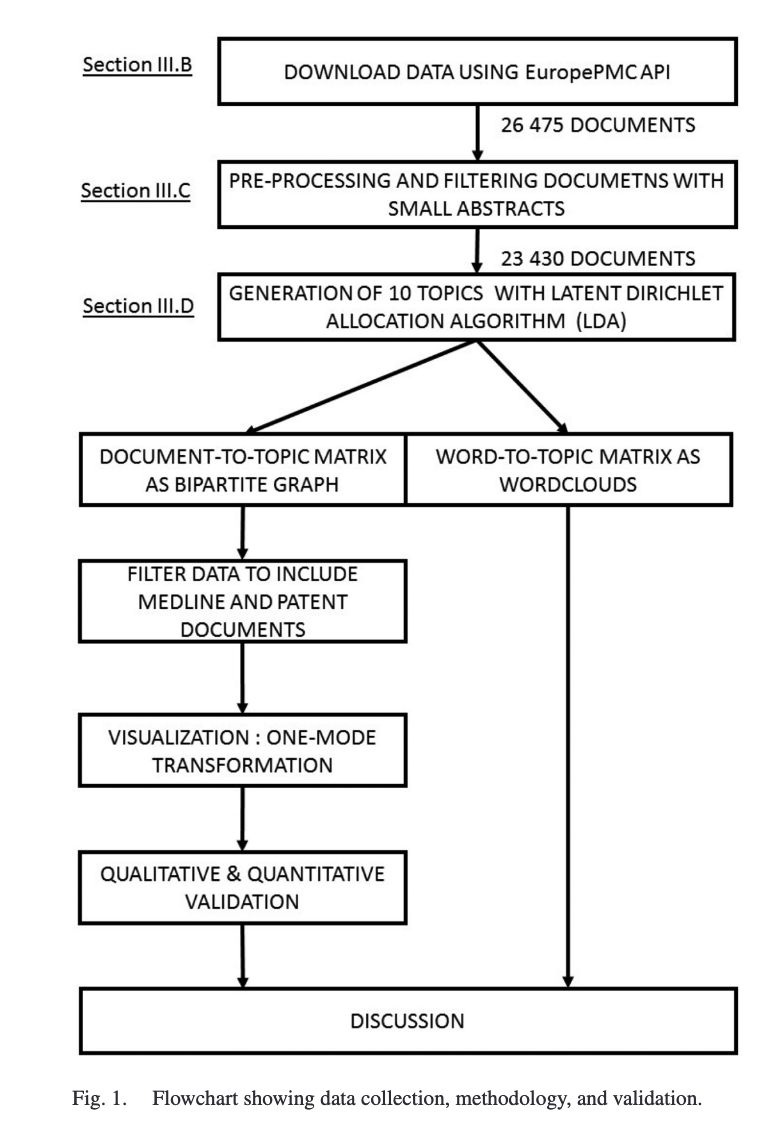 Section III.B
DOWNLOAD DATA USING EuropePMC API
26 475 DOCUMENTS
Section III.C
PRE-PROCESSING AND FILTERING DOCUMETNS WITH
SMALL ABSTRACTS
23 430 DOCUMENTS
Section III.D
GENERATION OF 10 TOPICS WITH LATENT DIRICHLET
ALLOCATION ALGORITHM (LDA)
DOCUMENT-TO-TOPIC MATRIX
AS BIPARTITE GRAPH
WORD-TO-TOPIC MATRIX AS
WORDCLOUDS
FILTER DATA TO INCLUDE
MEDLINE AND PATENT
DOCUMENTS
VISUALIZATION : ONE-MODE
TRANSFORMATION
QUALITATIVE & QUANTITATIVE
VALIDATION
DISCUSSION
Fig. 1. Flowchart showing data collection, methodology, and validation.